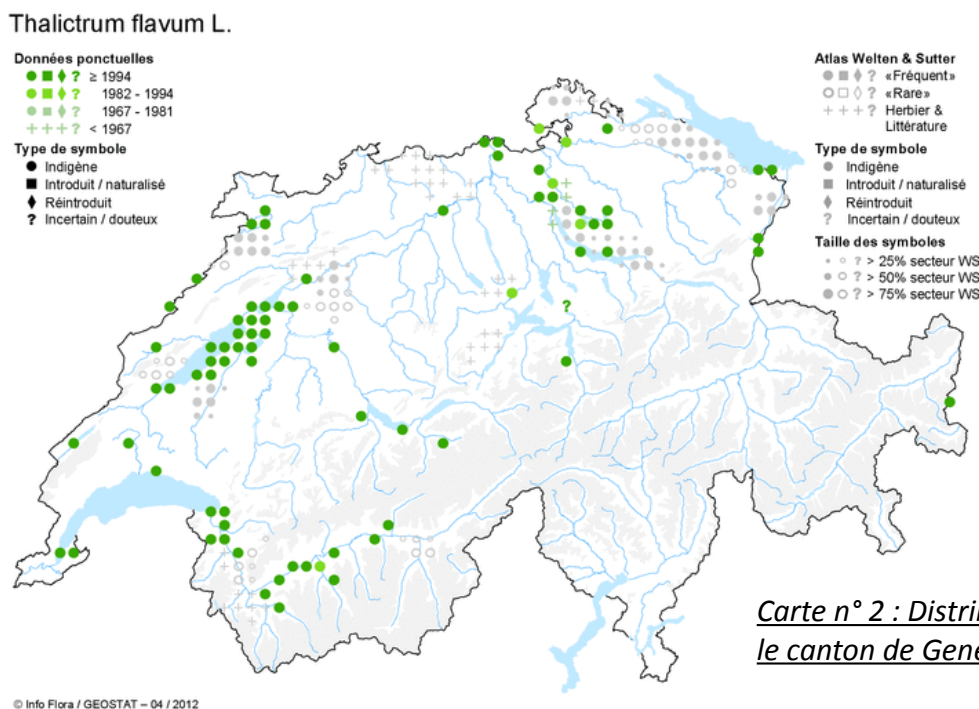 Thalictrum flavum L.
Données ponctuelles
? ≥ 1994
? 1982 - 1994
? 1967 - 1981
+++? < 1967
Type de symbole
Indigène
Introduit / naturalisé
Réintroduit
? Incertain / douteux
Atlas Welten & Sutter
? «Fréquent»
? «Rare»
+++ Herbier &
Littérature
Type de symbole
Indigène
Introduit / naturalisé
Réintroduit
? Incertain / douteux
Taille des symboles
? > 25% secteur WS
? > 50% secteur WS
? > 75% secteur WS
?
Carte n° 2 : Distri
le canton de Gene
© Info Flora / GEOSTAT – 04 / 2012